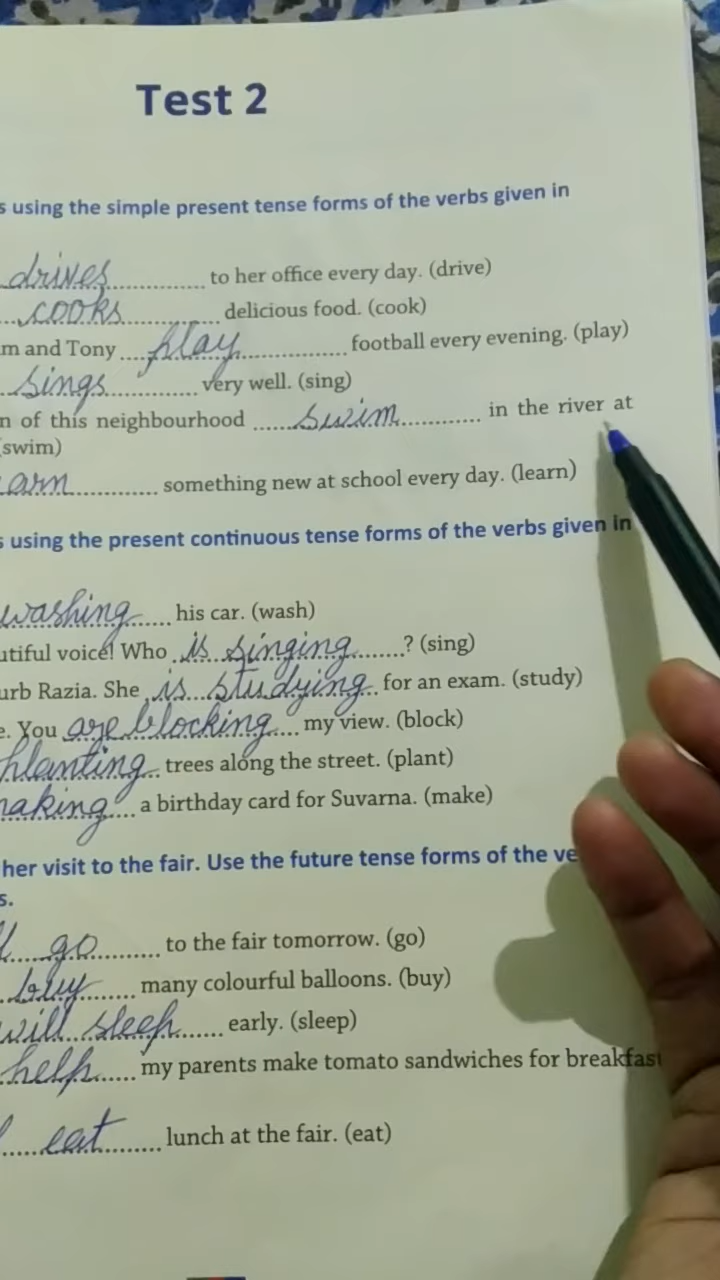 Test 2
s using the simple present tense forms of the verbs given in
drives to her office every day. (drive)
cooks delicious food. (cook)
m and Tony play football every evening. (play)
sings very well. (sing)
n of this neighbourhood swim in the river at
(swim)
arn something new at school every day. (learn)
s using the present continuous tense forms of the verbs given in
washing his car. (wash)
utiful voice! Who is singing ? (sing)
urb Razia. She is studying for an exam. (study)
e. You are blocking my view. (block)
planting trees along the street. (plant)
making a birthday card for Suvarna. (make)
her visit to the fair. Use the future tense forms of the ve
s.
l go to the fair tomorrow. (go)
buy many colourful balloons. (buy)
will sleep early. (sleep)
help my parents make tomato sandwiches for breakfast
l eat lunch at the fair. (eat)